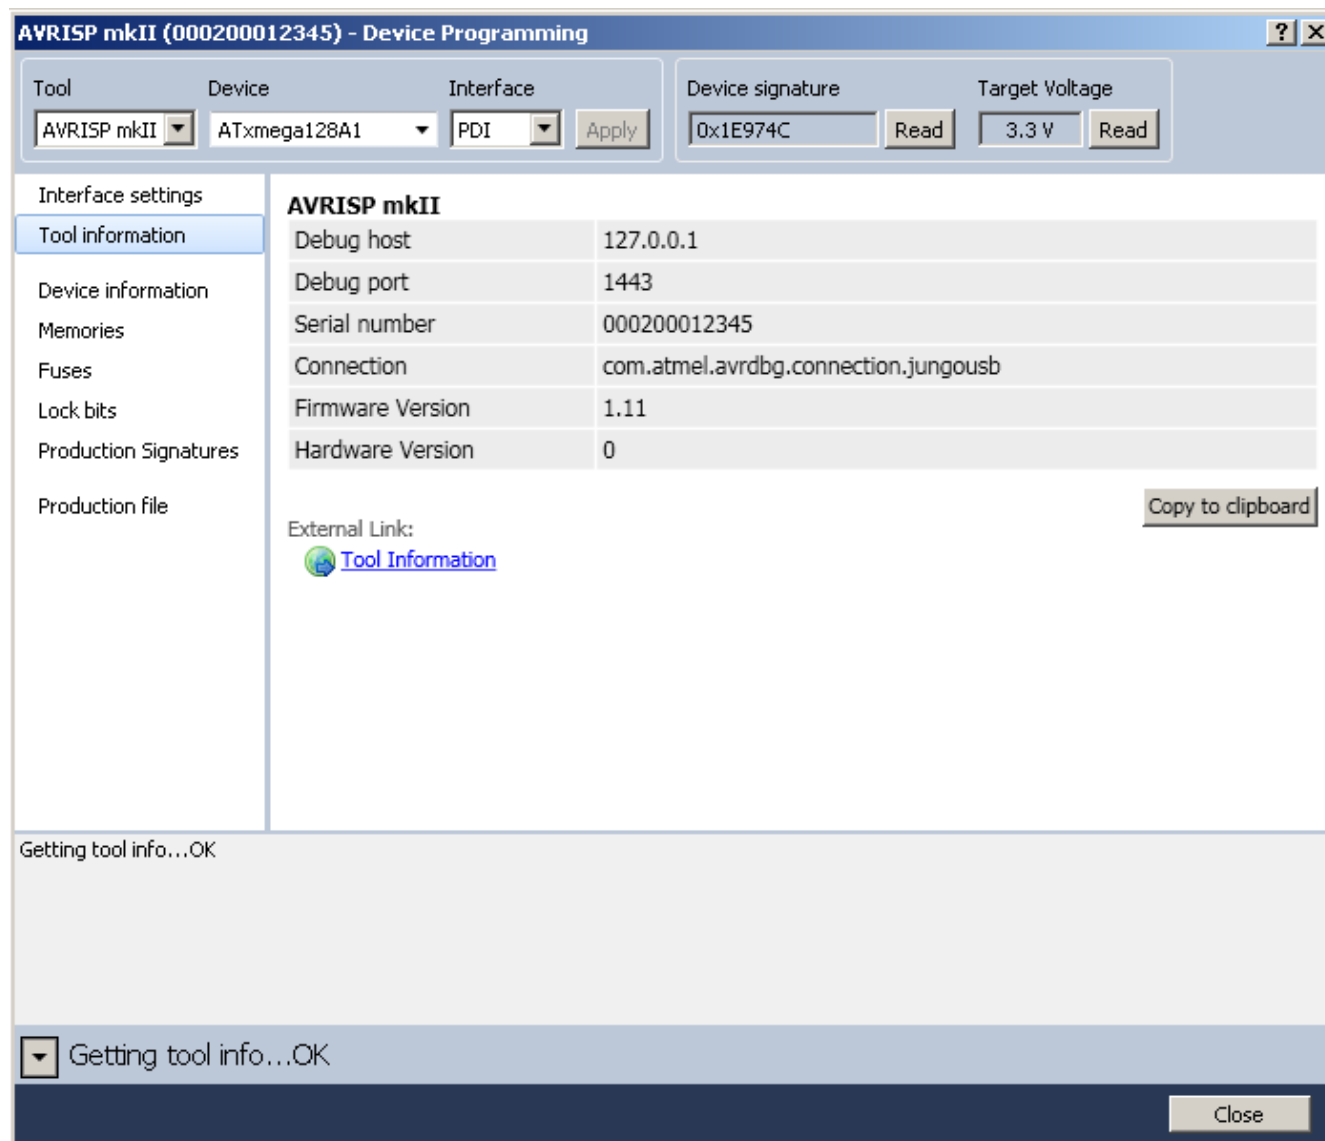 AVRISP mkII (000200012345) - Device Programming
Tool Device Interface Device signature Target Voltage
AVRISP mkII ATxmega128A1 PDI Apply 0x1E974C Read 3.3 V Read
Interface settings
Tool information
Device information
Memories
Fuses
Lock bits
Production Signatures
Production file
AVRISP mkII
Debug host 127.0.0.1
Debug port 1443
Serial number 000200012345
Connection com.atmel.avrdbg.connection.jungousb
Firmware Version 1.11
Hardware Version 0
Copy to clipboard
External Link:
Tool Information
Getting tool info...OK
Getting tool info...OK
Close